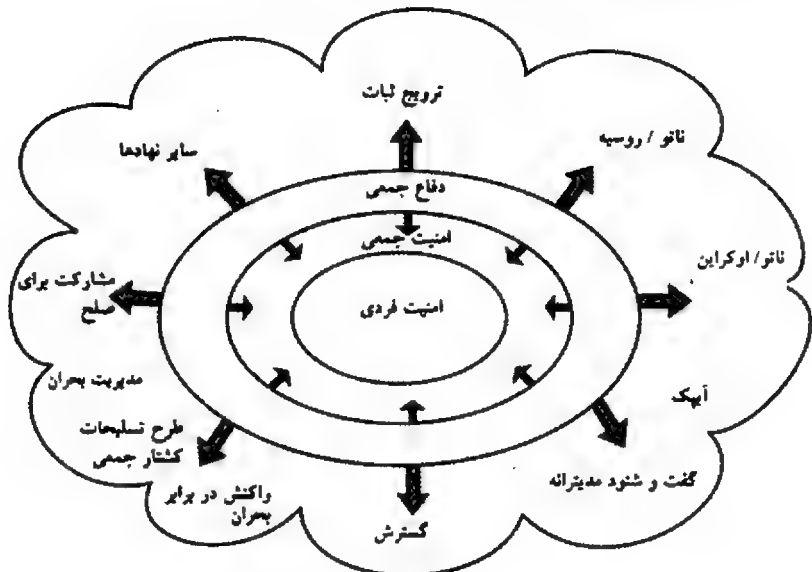 ترویج ثبات
ناتو / روسیه
سایر نهادها
دفاع جمعی
امنیت جمعی
ناتو / اوکراین
مشارکت برای
صلح
امنیت فردی
مدیریت بحران
آیپک
طرح تسلیحات
کشتار جمعی
گفت و شنود مدیترانه
واکنش در برابر
بحران
گسترش